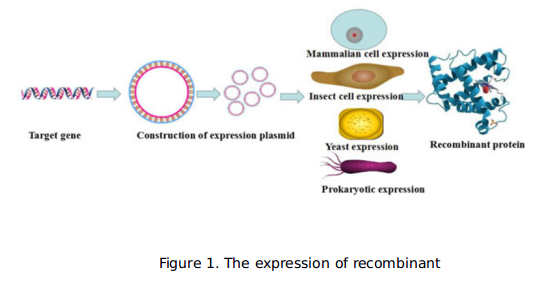 Mammalian cell expression
Insect cell expression
Target gene
Construction of expression plasmid
Yeast expression
Recombinant protein
Prokaryotic expression
Figure 1. The expression of recombinant